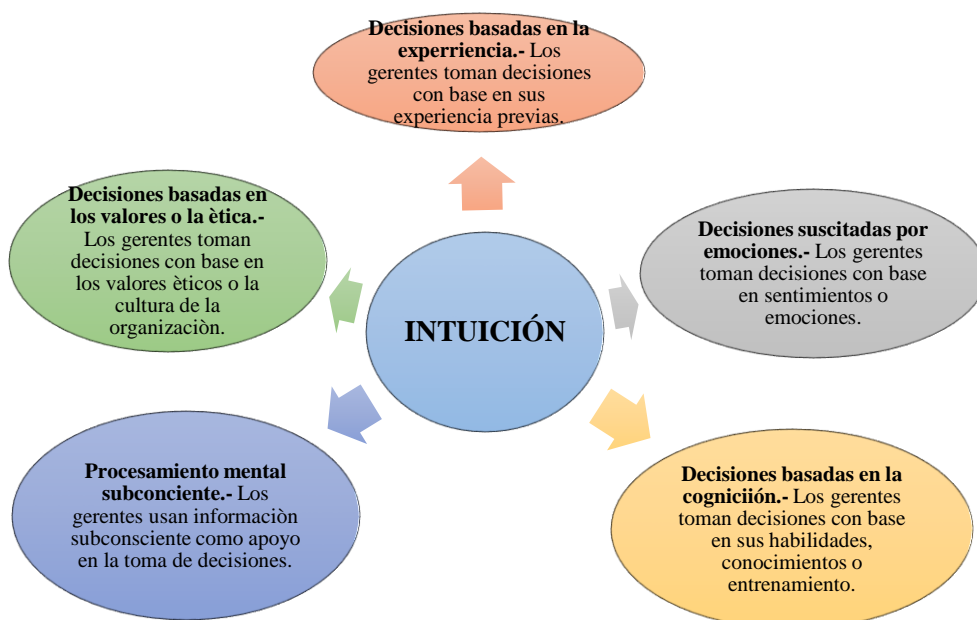 Decisiones basadas en la
experriencia.- Los
gerentes toman decisiones
con base en sus
experiencia previas.
Decisiones basadas en
los valores o la ètica.-
Los gerentes toman
decisiones con base en
los valores èticos o la
cultura de la
organizaciòn.
Decisiones suscitadas por
emociones.- Los gerentes
toman decisiones con base
en sentimientos o
emociones.
INTUICIÓN
Procesamiento mental
subconciente.- Los
gerentes usan informaciòn
subconsciente como apoyo
en la toma de decisiones.
Decisiones basadas en la
cogniciión.- Los gerentes
toman decisiones con base
en sus habilidades,
conocimientos o
entrenamiento.